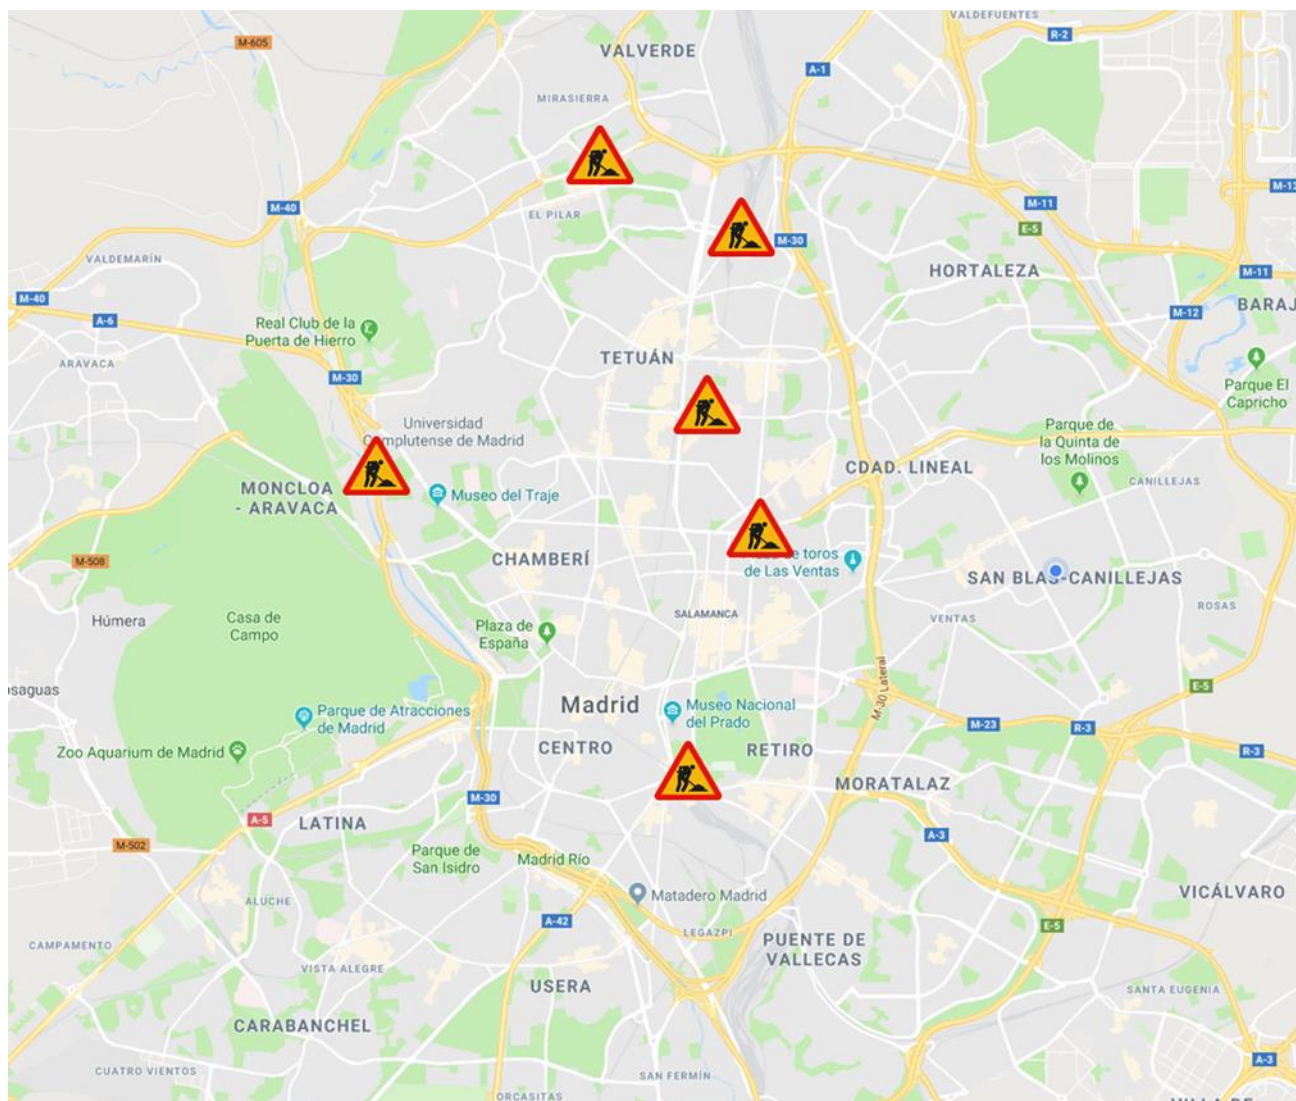 VALDEFUENTES
M-605
R-2
VALVERDE
A-1
MIRASIERRA
M-13
M-40
M-11
EL PILAR
E-5
M-30
VALDEMARÍN
HORTALEZA
M-11
M-40
BARAJ
M-12
A-6
Real Club de la
Puerta de Hierro
TETUÁN
ARAVACA
M-30
Parque El
Capricho
Universidad
Complutense de Madrid
Parque de
la Quinta de
los Molinos
CDAD. LINEAL
CANILLEJAS
MONCLOA
- ARAVACA
Museo del Traje
M-508
CHAMBERÍ
de toros
de Las Ventas
SAN BLAS-CANILLEJAS
ROSAS
Húmera
Casa de
Campo
SALAMANCA
VENTAS
Plaza de
España
osaguas
M-30 Lateral
E-5
Parque de Atracciones
de Madrid
Madrid
Museo Nacional
del Prado
M-23
R-3
Zoo Aquarium de Madrid
CENTRO
RETIRO
R-3
MORATALAZ
M-30
A-5
LATINA
A-3
M-502
Parque de
San Isidro
Madrid Río
Matadero Madrid
VICÁLVARO
ALUCHE
A-42
E-5
LEGAZPI
CAMPAMENTO
PUENTE DE
VALLECAS
VISTA ALEGRE
USERA
SANTA EUGENIA
CARABANCHEL
A-3
CUATRO VIENTOS
SAN FERMÍN
ORCASITAS
VILLA DE